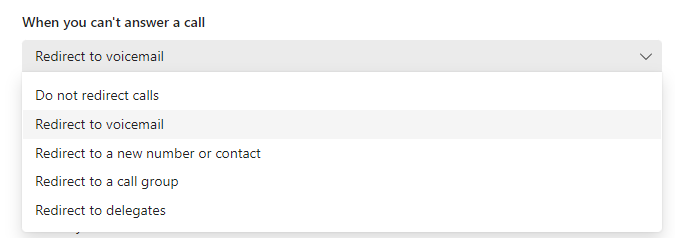 When you can't answer a call
Redirect to voicemail
Do not redirect calls
Redirect to voicemail
Redirect to a new number or contact
Redirect to a call group
Redirect to delegates